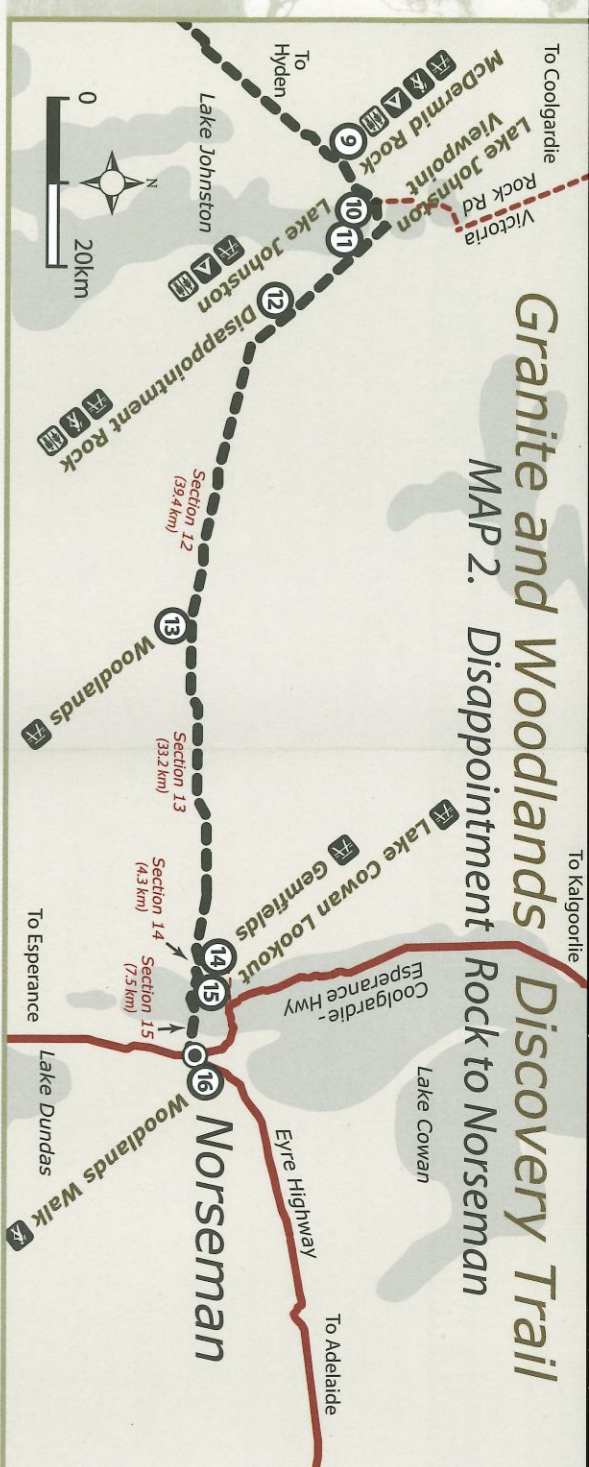 Granite and Woodlands Discovery Trail
MAP 2. Disappointment Rock to Norseman
To Coolgardie
Victoria
Rock Rd
McDermid Rock
Lake Johnston
Viewpoint
To
Hyden
9
10
11
12
Lake Johnston
Lake Johnston
Disappointment Rock
N
0
20km
Section 12
(39.4 km)
13
Woodlands
Section 13
(33.2 km)
To Kalgoorlie
Lake Cowan Lookout
Gemfields
14
15
Section 14
(4.3 km)
Section 15
(7.5 km)
Coolgardie-
Esperance Hwy
Lake Cowan
To Esperance
Lake Dundas
16
Norseman
Woodlands Walk
Eyre Highway
To Adelaide